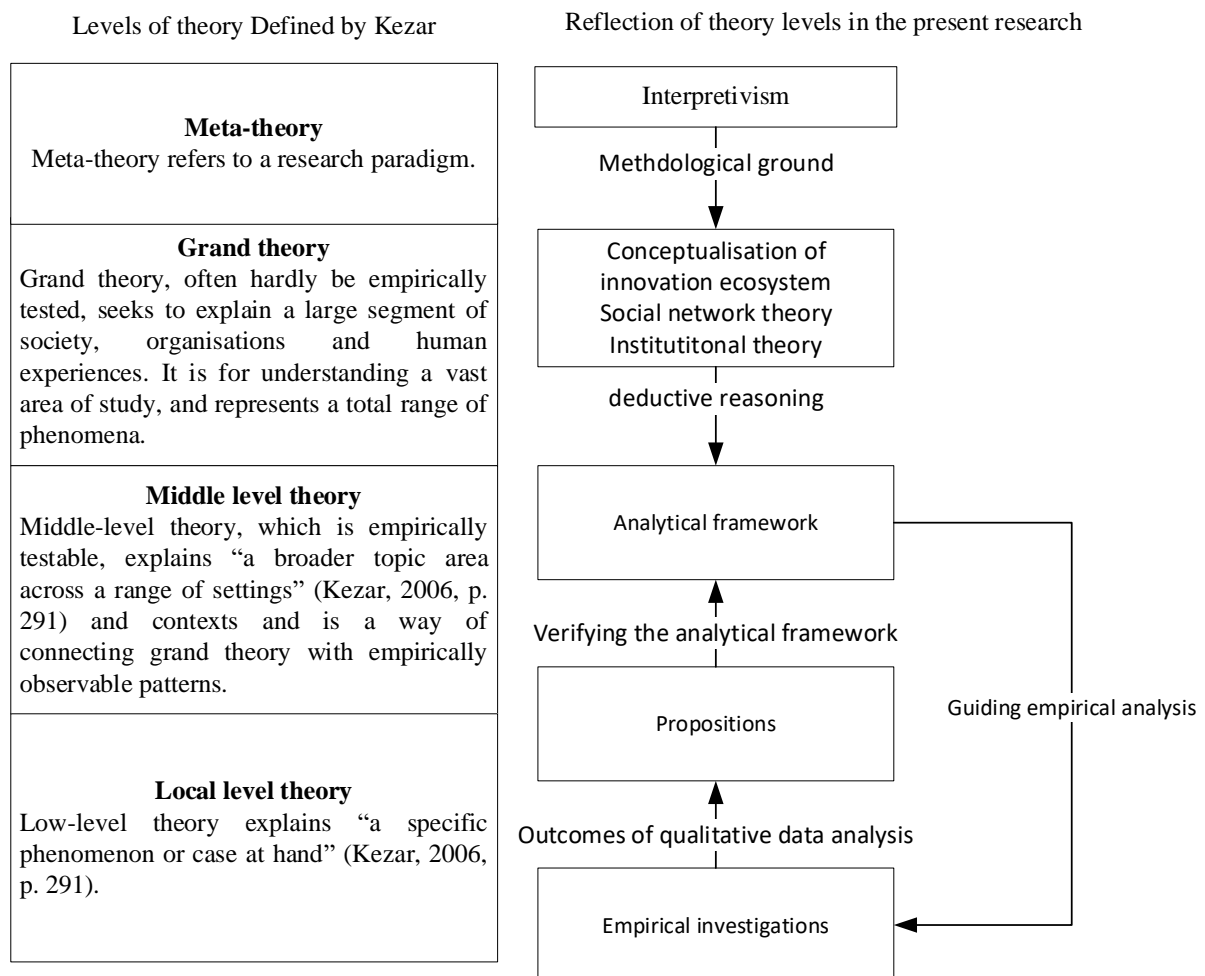 Levels of theory Defined by Kezar
Meta-theory
Meta-theory refers to a research paradigm.
Grand theory
Grand theory, often hardly be empirically
tested, seeks to explain a large segment of
society, organisations and human
experiences. It is for understanding a vast
area of study, and represents a total range of
phenomena.
Middle level theory
Middle-level theory, which is empirically
testable, explains “a broader topic area
across a range of settings” (Kezar, 2006, p.
291) and contexts and is a way of
connecting grand theory with empirically
observable patterns.
Local level theory
Low-level theory explains “a specific
phenomenon or case at hand” (Kezar, 2006,
p. 291).
Reflection of theory levels in the present research
Interpretivism
Methdological ground
Conceptualisation of
innovation ecosystem
Social network theory
Institutitonal theory
deductive reasoning
Analytical framework
Verifying the analytical framework
Propositions
Guiding empirical analysis
Outcomes of qualitative data analysis
Empirical investigations